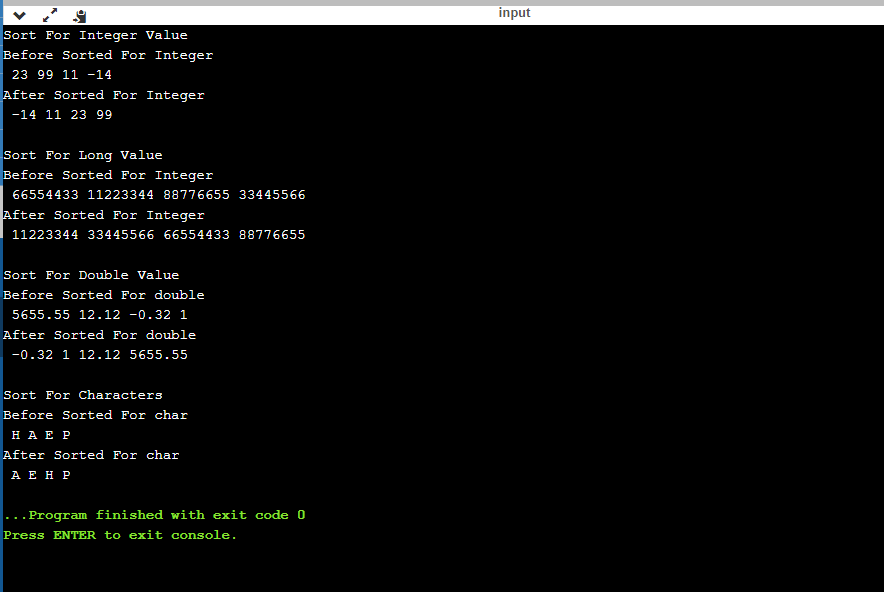 input
Sort For Integer Value
Before Sorted For Integer
23 99 11 -14
After Sorted For Integer
-14 11 23 99
Sort For Long Value
Before Sorted For Integer
66554433 11223344 88776655 33445566
After Sorted For Integer
11223344 33445566 66554433 88776655
Sort For Double Value
Before Sorted For double
5655.55 12.12 -0.32 1
After Sorted For double
-0.32 1 12.12 5655.55
Sort For Characters
Before Sorted For char
H A E P
After Sorted For char
A E H P
...Program finished with exit code 0
Press ENTER to exit console.